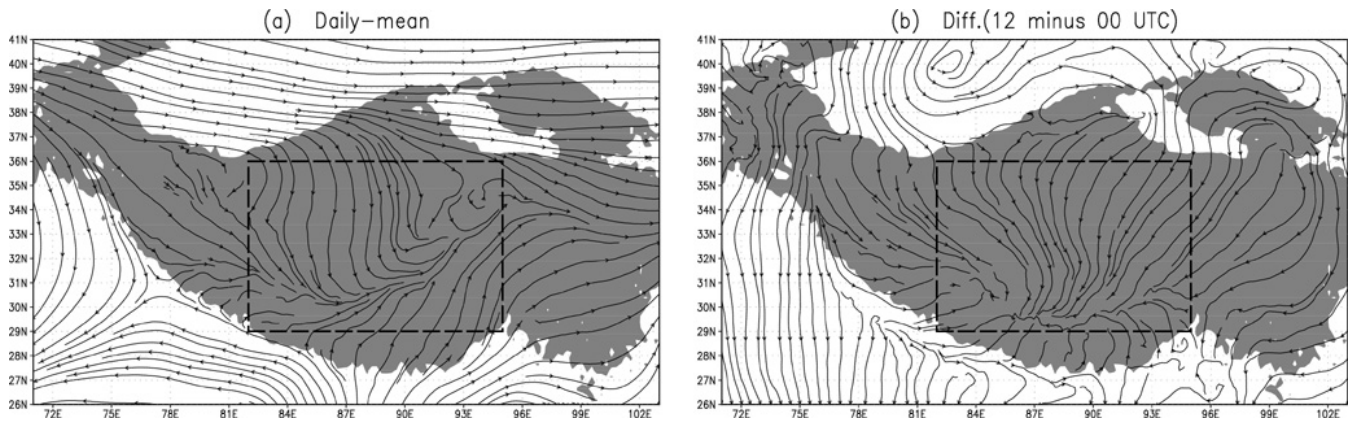 (a) Daily-mean
41N
40N
39N
38N
37N
36N
35N
34N
33N
32N
31N
30N
29N
28N
27N
26N
72E 75E 78E 81E 84E 87E 90E 93E 96E 99E 102E
(b) Diff.(12 minus 00 UTC)
41N
40N
39N
38N
37N
36N
35N
34N
33N
32N
31N
30N
29N
28N
27N
26N
72E 75E 78E 81E 84E 87E 90E 93E 96E 99E 102E